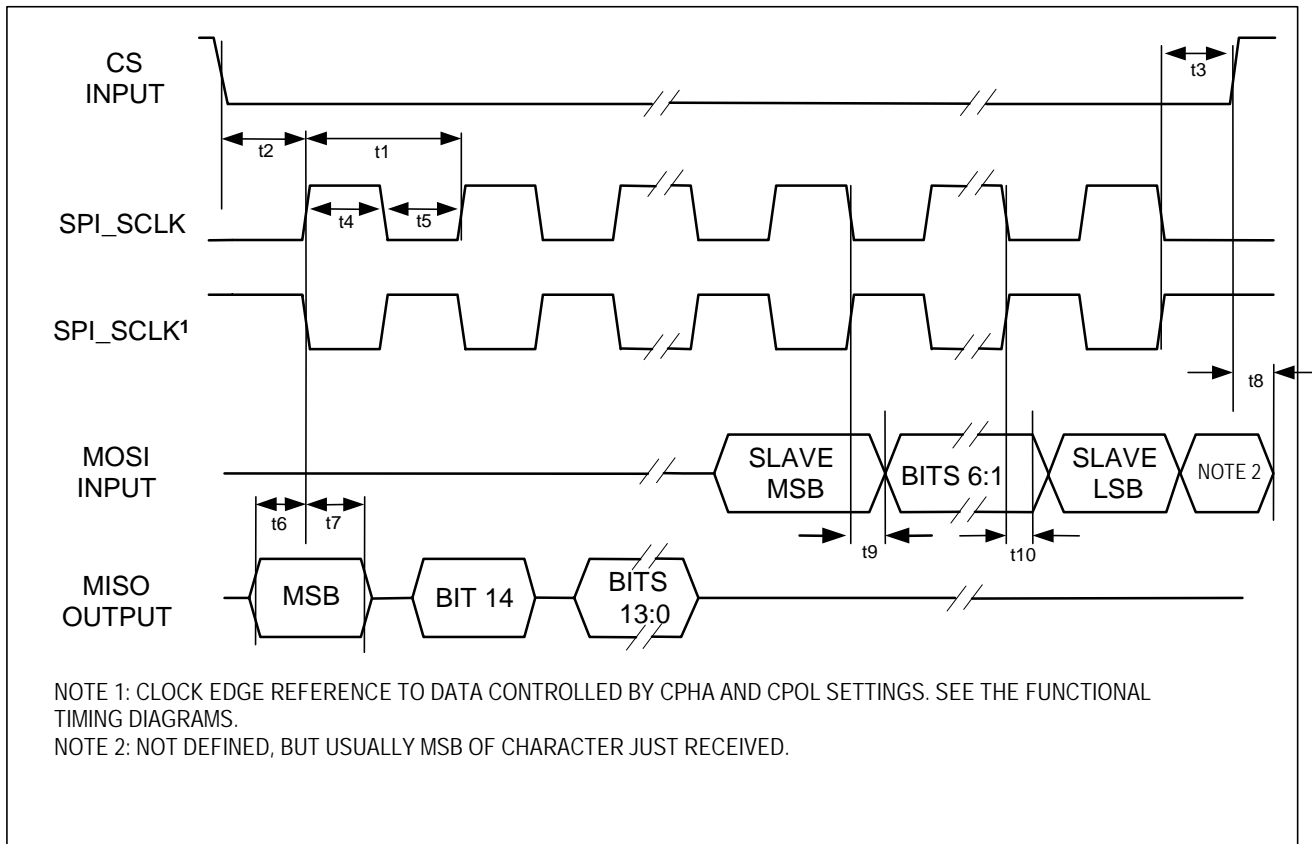 CS
INPUT
t3
t2
t1
SPI_SCLK
t4
t5
SPI_SCLK¹
t8
MOSI
INPUT
SLAVE
MSB
BITS 6:1
SLAVE
LSB
NOTE 2
t6
t7
t9
t10
MISO
OUTPUT
MSB
BIT 14
BITS
13:0
NOTE 1: CLOCK EDGE REFERENCE TO DATA CONTROLLED BY CPHA AND CPOL SETTINGS. SEE THE FUNCTIONAL
TIMING DIAGRAMS.
NOTE 2: NOT DEFINED, BUT USUALLY MSB OF CHARACTER JUST RECEIVED.